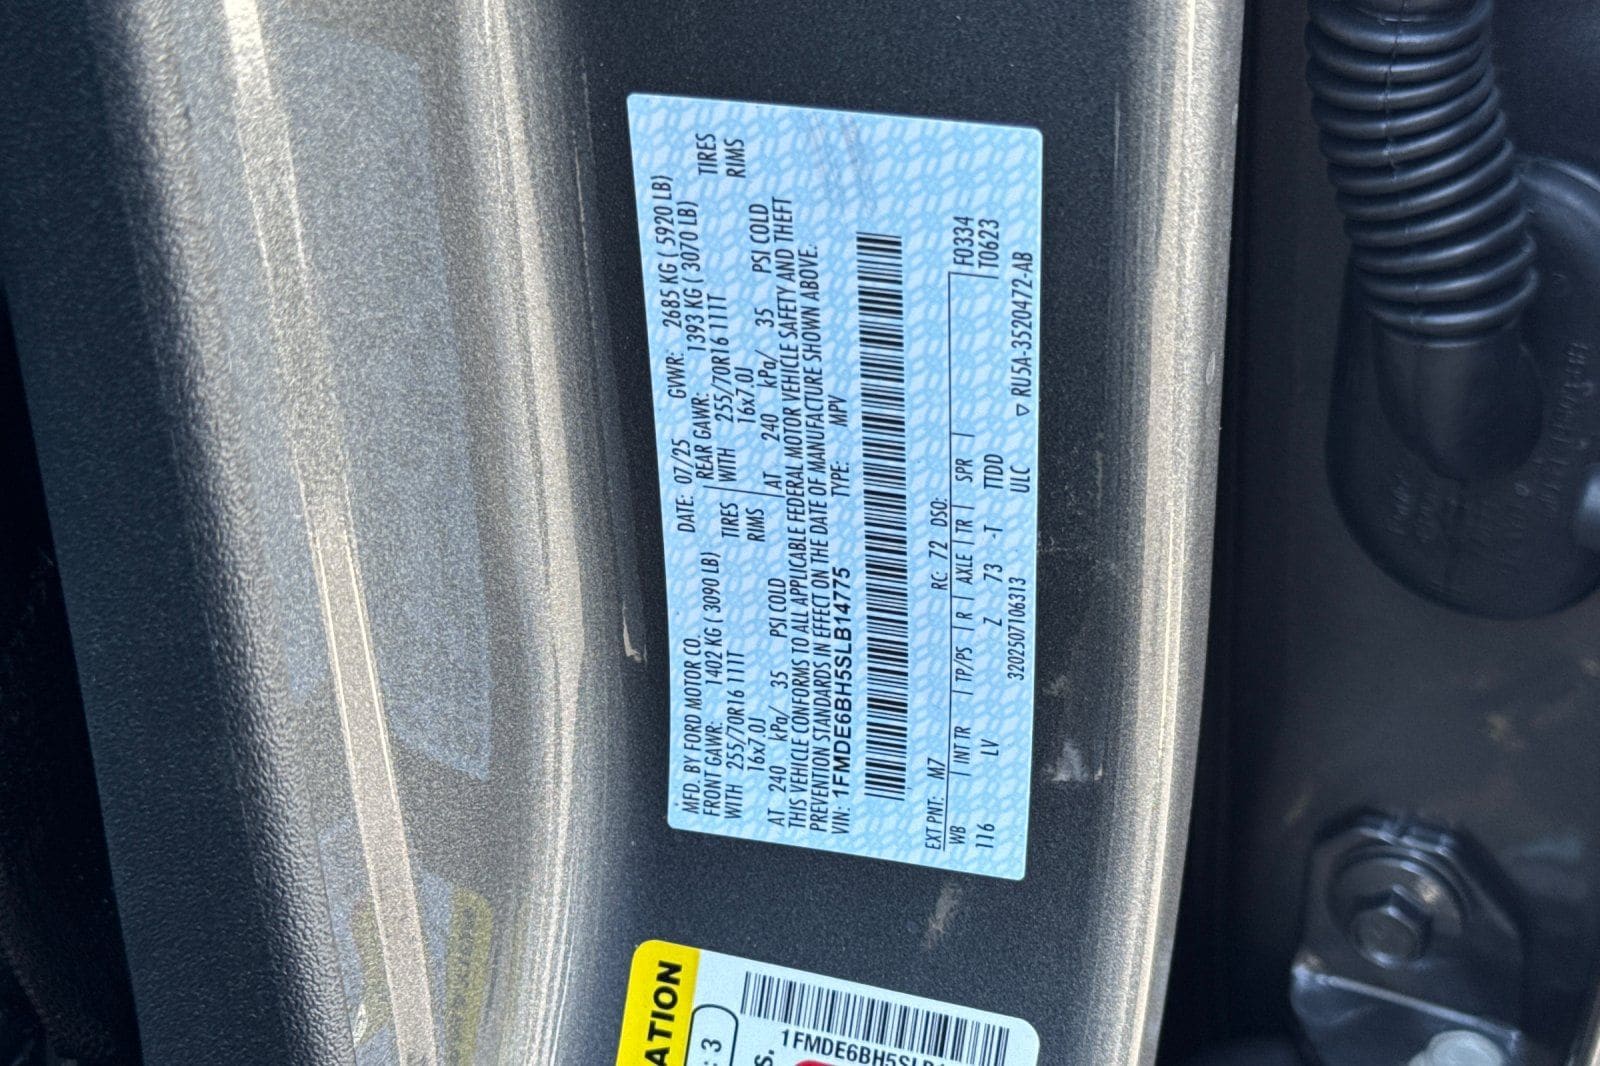 MFD. BY FORD MOTOR CO. DATE: 07/25 GVWR: 2685 KG ( 5920 LB)
FRONT GAWR: 1402 KG ( 3090 LB) REAR GAWR: 1393 KG ( 3070 LB)
WITH 255/70R16 111T TIRES WITH 255/70R16 111T TIRES
16x7.0J RIMS 16x7.0J RIMS
AT 240 kPa/ 35 PSI COLD AT 240 kPa/ 35 PSI COLD
THIS VEHICLE CONFORMS TO ALL APPLICABLE FEDERAL MOTOR VEHICLE SAFETY AND THEFT
PREVENTION STANDARDS IN EFFECT ON THE DATE OF MANUFACTURE SHOWN ABOVE.
VIN: 1FMDE6BH5SLB14775 TYPE: MPV
EXT PNT: M7 RC: 72 DSO: F0334
WB INT TR TP/PS R AXLE TR SPR T0623
116 LV Z 73 -T TTDD
3202507106313 ULC ▽ RU5A-3520472-AB
ATION
: 3
S.
1FMDE6BH5SLB